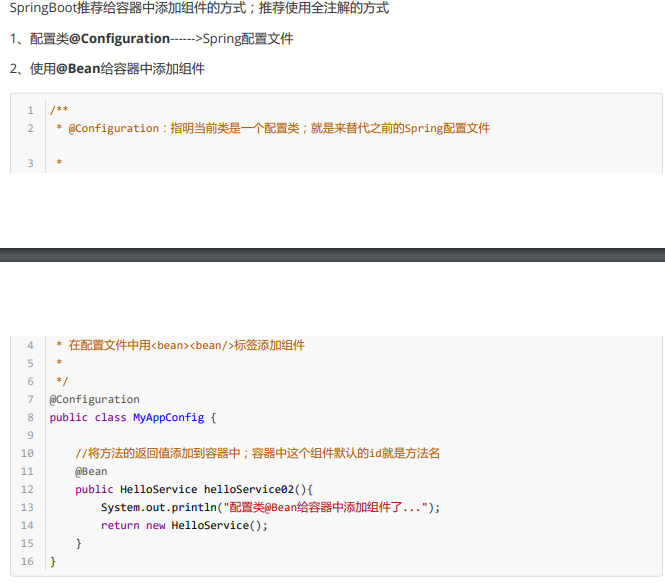 SpringBoot推荐给容器中添加组件的方式；推荐使用全注解的方式
1、配置类@Configuration------>Spring配置文件
2、使用@Bean给容器中添加组件
1 /**
2  * @Configuration：指明当前类是一个配置类；就是来替代之前的Spring配置文件
3  *
4  * 在配置文件中用<bean><bean/>标签添加组件
5  *
6  */
7 @Configuration
8 public class MyAppConfig {
9
10     //将方法的返回值添加到容器中；容器中这个组件默认的id就是方法名
11     @Bean
12     public HelloService helloService02(){
13         System.out.println("配置类@Bean给容器中添加组件了...");
14         return new HelloService();
15     }
16 }